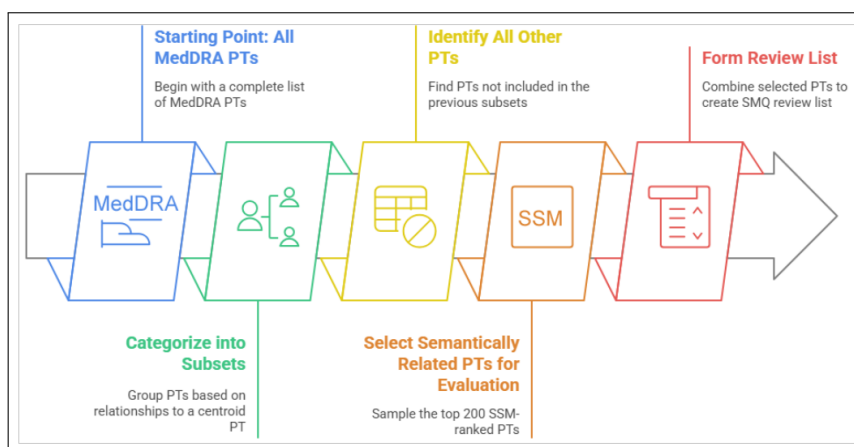 Starting Point: All
MedDRA PTs
Begin with a complete list
of MedDRA PTs
Identify All Other
PTs
Find PTs not included in the
previous subsets
Form Review List
Combine selected PTs to
create SMQ review list
MedDRA
SSM
Categorize into
Subsets
Group PTs based on
relationships to a centroid
PT
Select Semantically
Related PTs for
Evaluation
Sample the top 200 SSM-
ranked PTs